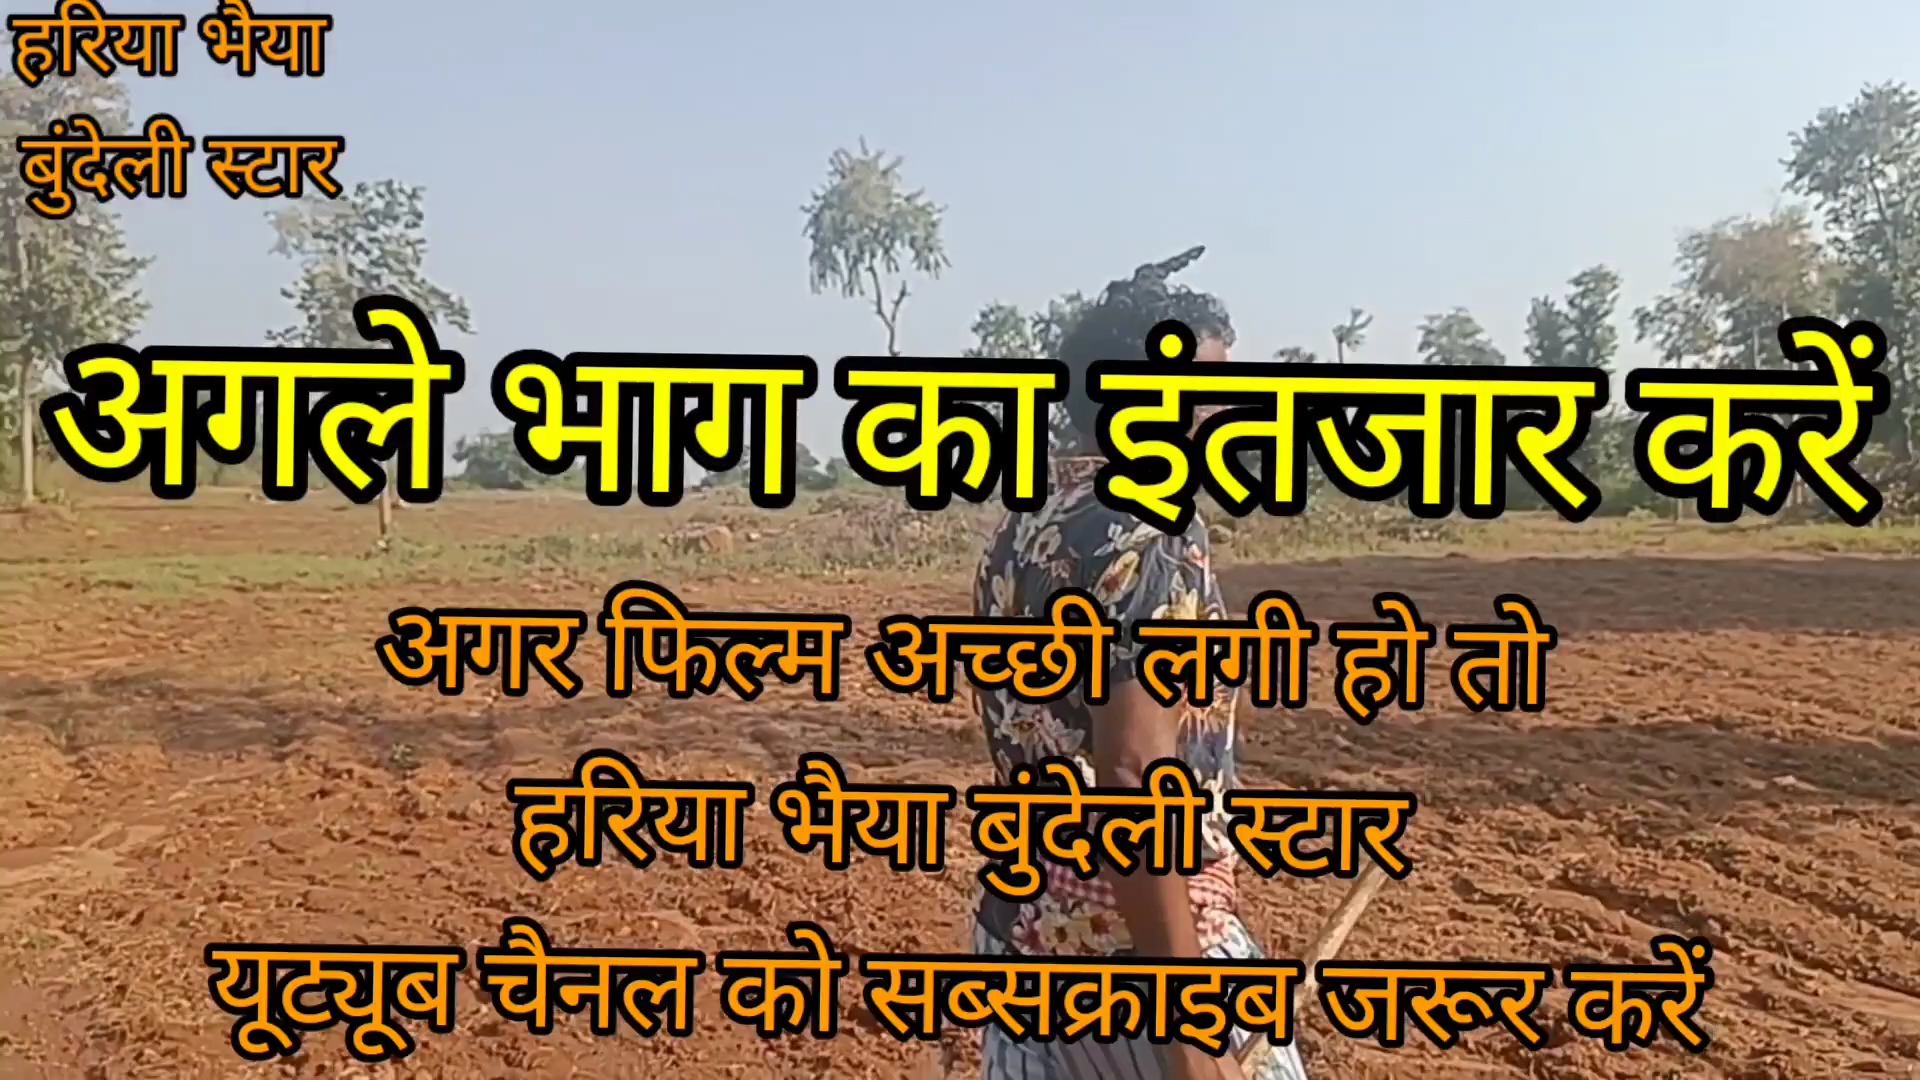 हरिया भैया
बुंदेली स्टार
अगले भाग का इंतजार करें
अगर फिल्म अच्छी लगी हो तो
हरिया भैया बुंदेली स्टार
यूट्यूब चैनल को सब्सक्राइब जरूर करें